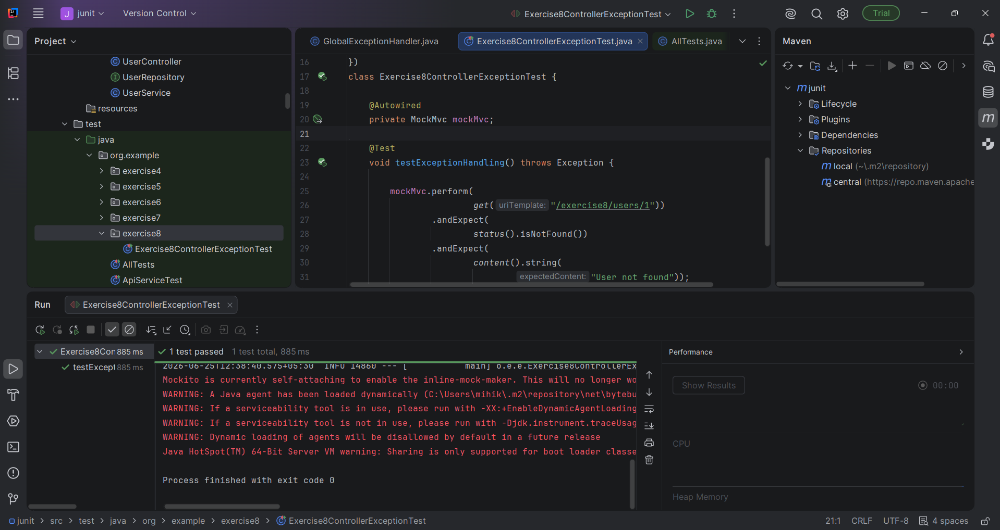 J junit Version Control Exercise8ControllerExceptionTest Trial
Project
UserController
UserRepository
UserService
resources
test
java
org.example
exercise4
exercise5
exercise6
exercise7
exercise8
Exercise8ControllerExceptionTest
AllTests
ApiServiceTest
GlobalExceptionHandler.java Exercise8ControllerExceptionTest.java AllTests.java
16 })
17 class Exercise8ControllerExceptionTest {
18
19 @Autowired
20 private MockMvc mockMvc;
21
22 @Test
23 void testExceptionHandling() throws Exception {
24
25 mockMvc.perform(
26 get( uriTemplate: "/exercise8/users/1"))
27 .andExpect(
28 status().isNotFound())
29 .andExpect(
30 content().string(
31 expectedContent: "User not found"));
Maven
m junit
Lifecycle
Plugins
Dependencies
Repositories
m local (~\.m2\repository)
m central (https://repo.maven.apache
m
Run Exercise8ControllerExceptionTest
Exercise8Cor 885 ms
testExcept 885 ms
1 test passed 1 test total, 885 ms
2026-06-25T12:38:40.575+05:30 INFO 14860 --- [ main] o.e.e.Exercise8ControllerEx
Mockito is currently self-attaching to enable the inline-mock-maker. This will no longer wo
WARNING: A Java agent has been loaded dynamically (C:\Users\mihik\.m2\repository\net\bytebu
WARNING: If a serviceability tool is in use, please run with -XX:+EnableDynamicAgentLoading
WARNING: If a serviceability tool is not in use, please run with -Djdk.instrument.traceUsag
WARNING: Dynamic loading of agents will be disallowed by default in a future release
Java HotSpot(TM) 64-Bit Server VM warning: Sharing is only supported for boot loader classe
Process finished with exit code 0
Performance
Show Results 00:00
CPU
Heap Memory
junit > src > test > java > org > example > exercise8 > Exercise8ControllerExceptionTest 21:1 CRLF UTF-8 4 spaces